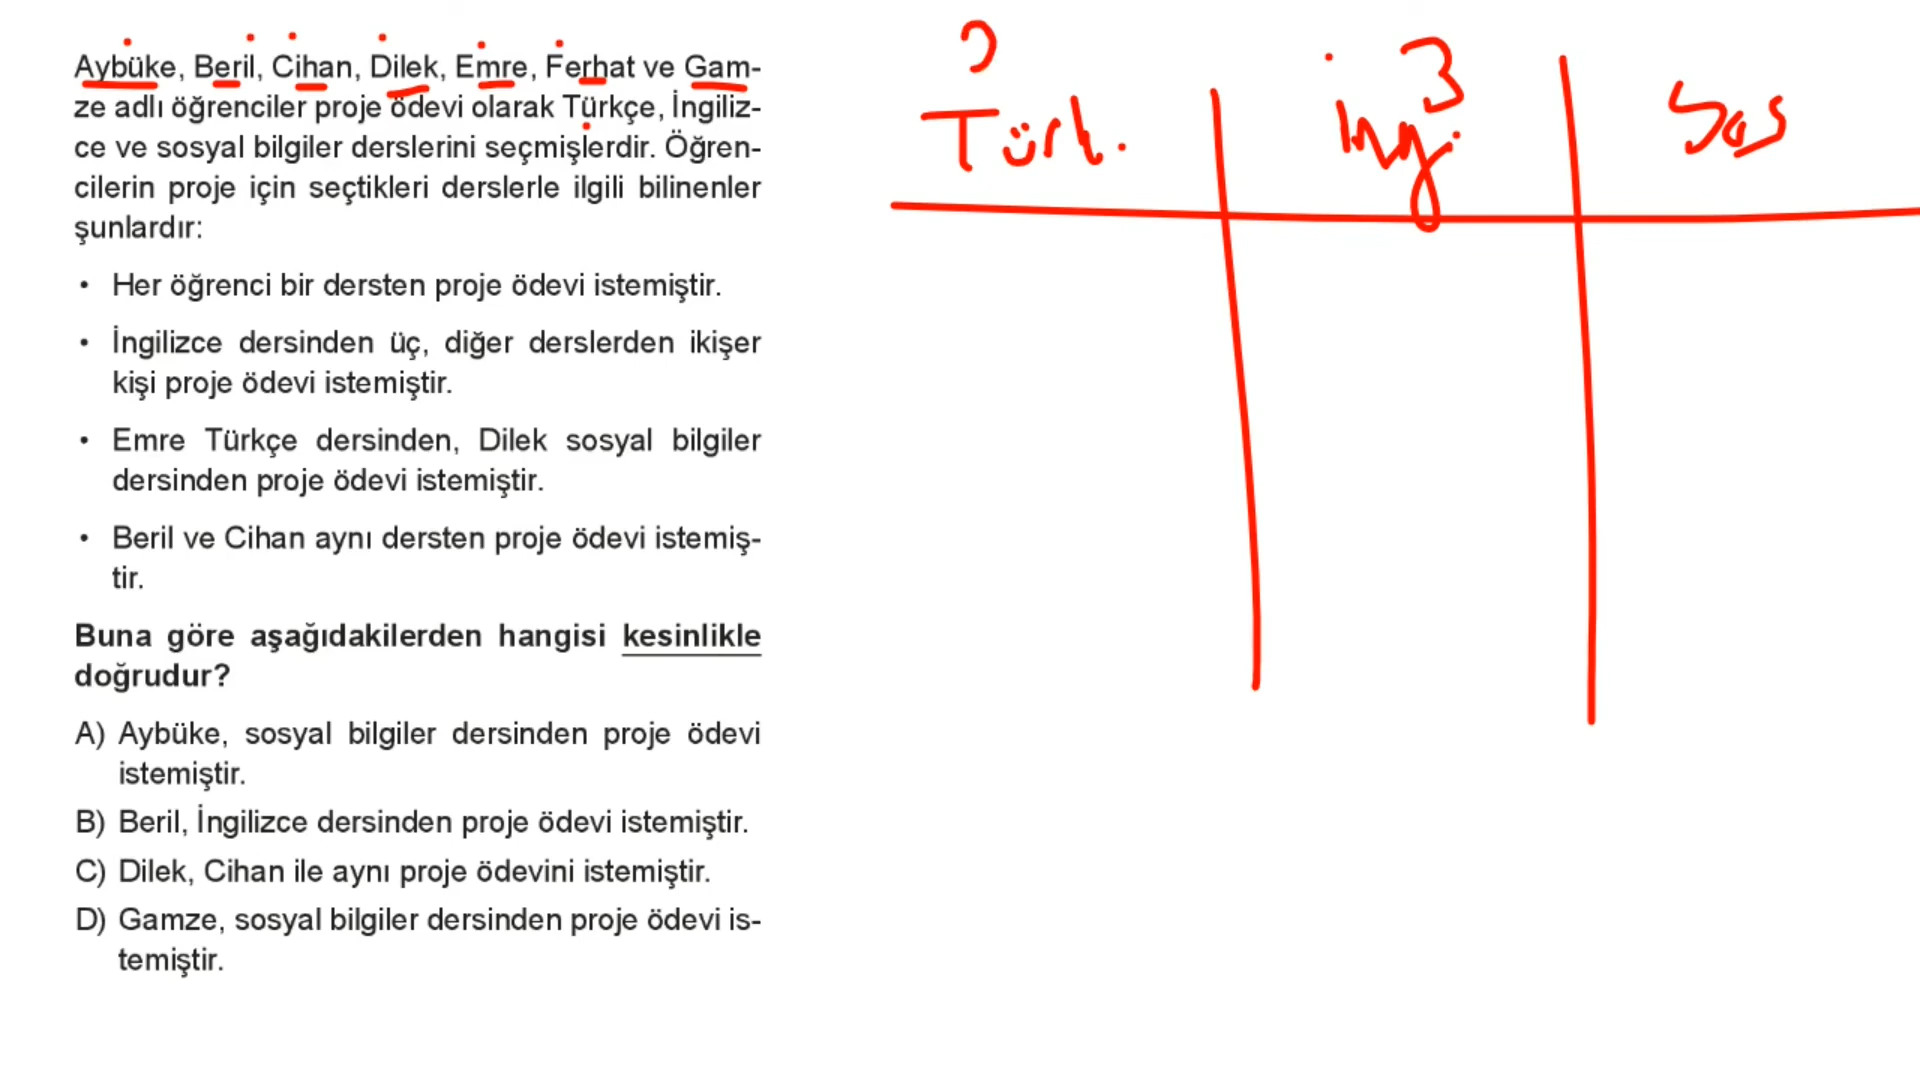 Aybüke, Beril, Cihan, Dilek, Emre, Ferhat ve Gam-
ze adlı öğrenciler proje ödevi olarak Türkçe, İngiliz-
ce ve sosyal bilgiler derslerini seçmişlerdir. Öğren-
cilerin proje için seçtikleri derslerle ilgili bilinenler
şunlardır:
• Her öğrenci bir dersten proje ödevi istemiştir.
• İngilizce dersinden üç, diğer derslerden ikişer
kişi proje ödevi istemiştir.
• Emre Türkçe dersinden, Dilek sosyal bilgiler
dersinden proje ödevi istemiştir.
• Beril ve Cihan aynı dersten proje ödevi istemiş-
tir.
Buna göre aşağıdakilerden hangisi kesinlikle
doğrudur?
A) Aybüke, sosyal bilgiler dersinden proje ödevi
istemiştir.
B) Beril, İngilizce dersinden proje ödevi istemiştir.
C) Dilek, Cihan ile aynı proje ödevini istemiştir.
D) Gamze, sosyal bilgiler dersinden proje ödevi is-
temiştir.
3
Türk. ing. Sos